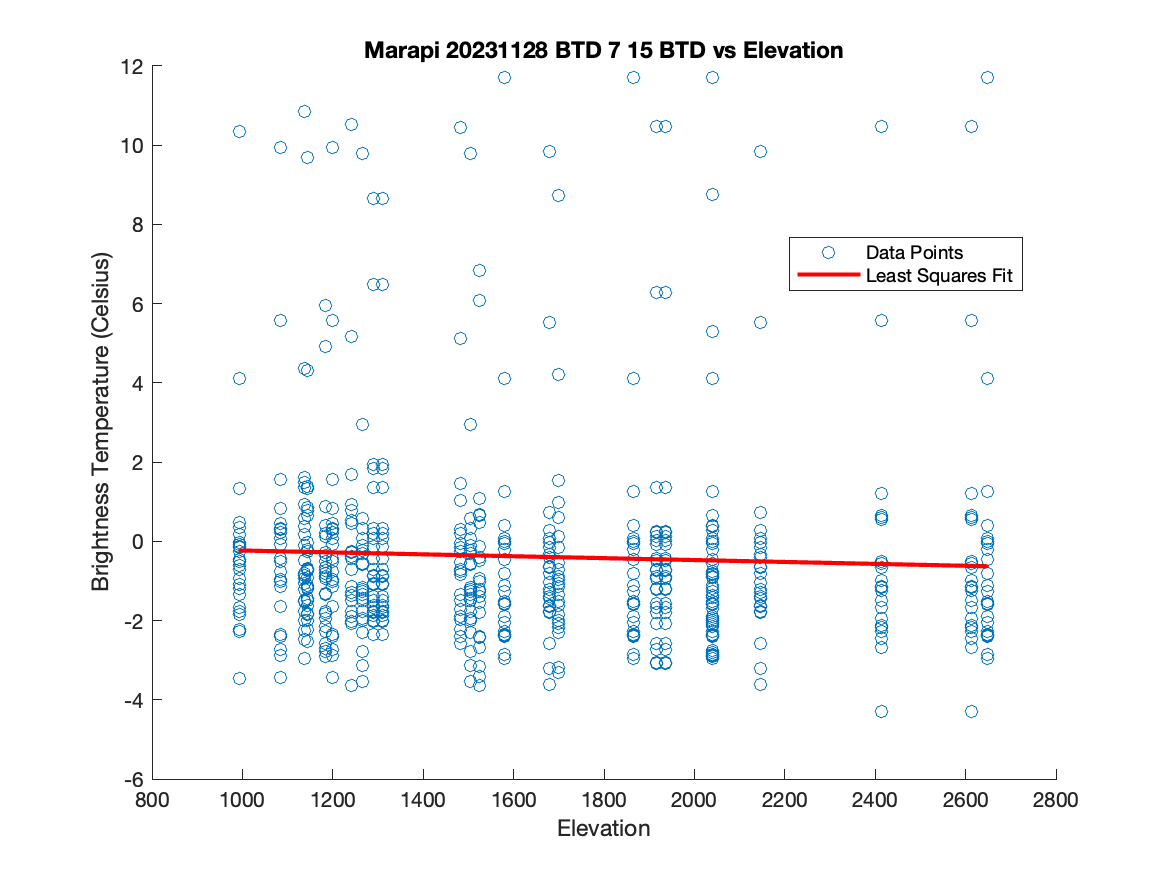 Marapi 20231128 BTD 7 15 BTD vs Elevation
12
10
8
6
4
2
0
-2
-4
-6
Brightness Temperature (Celsius)
Data Points
Least Squares Fit
800 1000 1200 1400 1600 1800 2000 2200 2400 2600 2800
Elevation